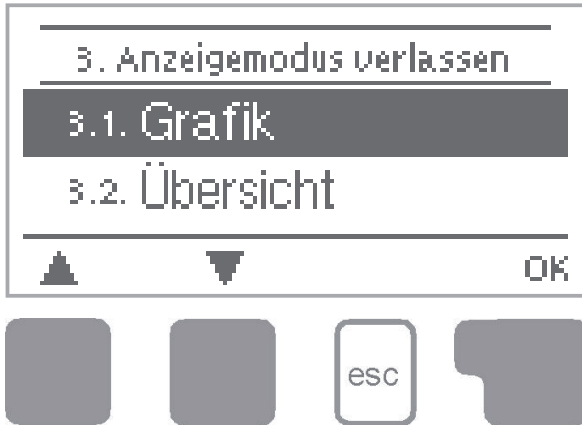 3. Anzeigemodus verlassen
3.1. Grafik
3.2. Übersicht
OK
esc